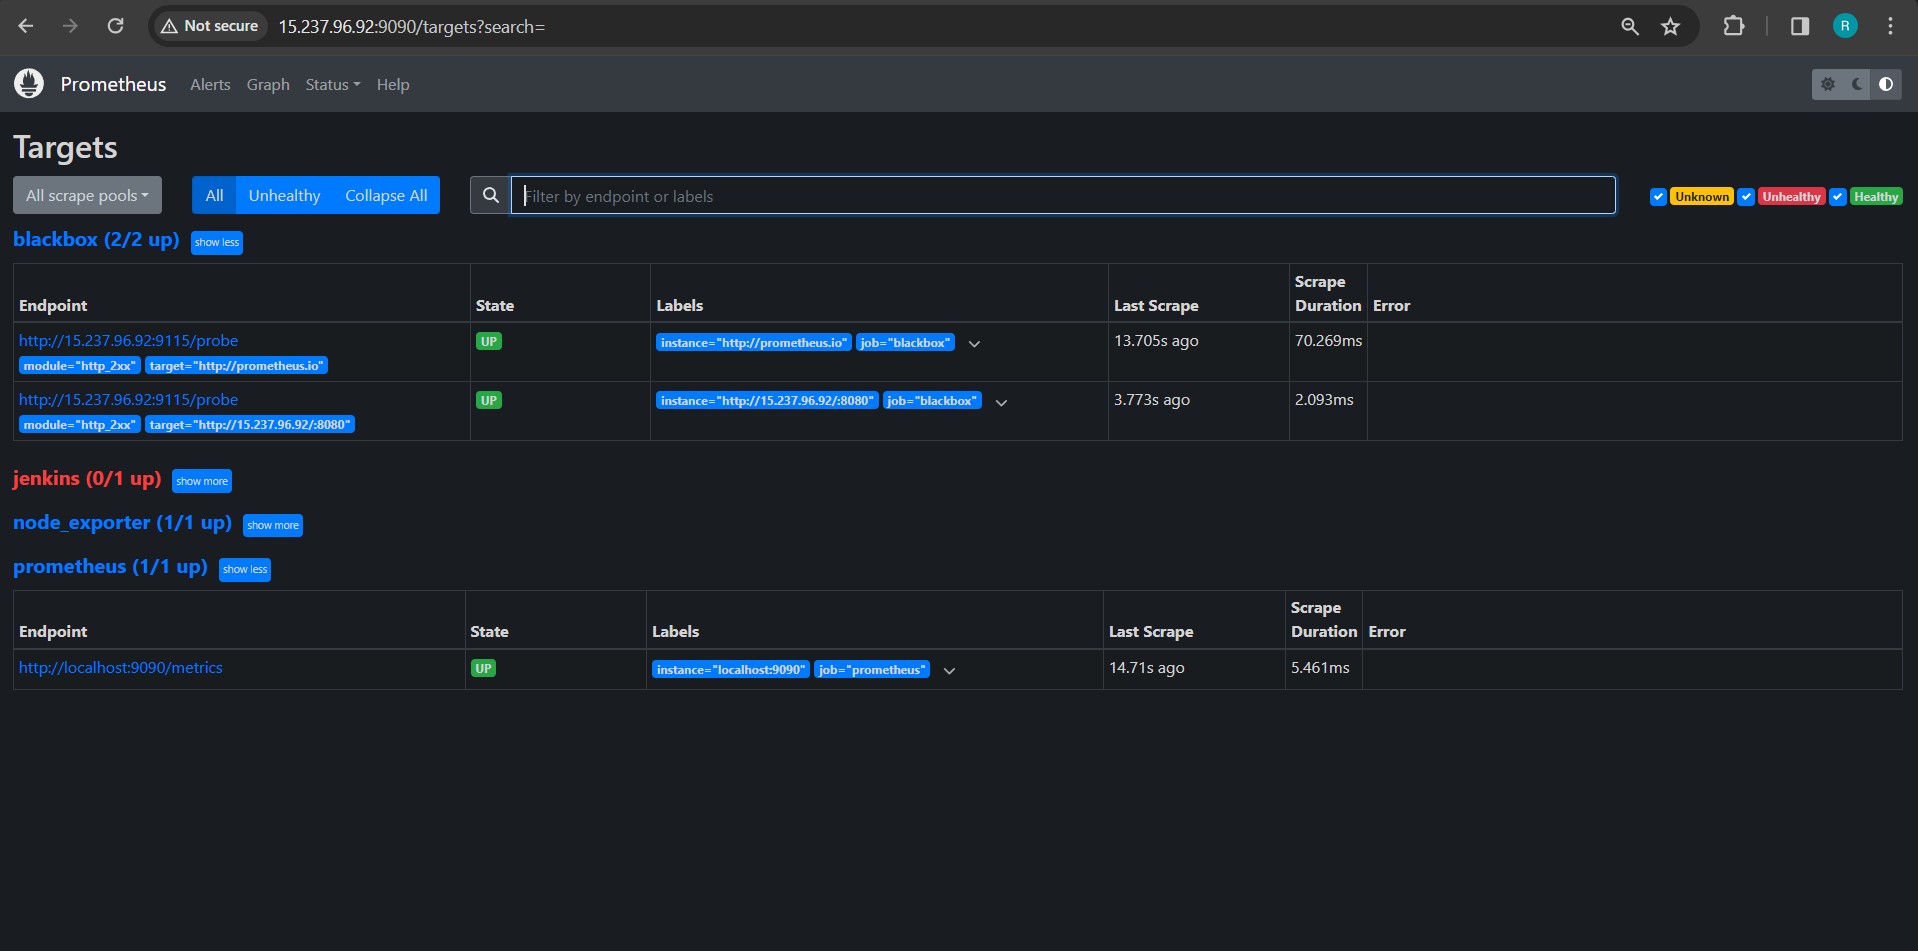 Not secure 15.237.96.92:9090/targets?search= R
Prometheus Alerts Graph Status Help
Targets
All scrape pools All Unhealthy Collapse All Filter by endpoint or labels Unknown Unhealthy Healthy
blackbox (2/2 up) show less
Endpoint State Labels Last Scrape Scrape Duration Error
http://15.237.96.92:9115/probe UP instance="http://prometheus.io" job="blackbox" 13.705s ago 70.269ms
module="http_2xx" target="http://prometheus.io"
http://15.237.96.92:9115/probe UP instance="http://15.237.96.92/:8080" job="blackbox" 3.773s ago 2.093ms
module="http_2xx" target="http://15.237.96.92/:8080"
jenkins (0/1 up) show more
node_exporter (1/1 up) show more
prometheus (1/1 up) show less
Endpoint State Labels Last Scrape Scrape Duration Error
http://localhost:9090/metrics UP instance="localhost:9090" job="prometheus" 14.71s ago 5.461ms